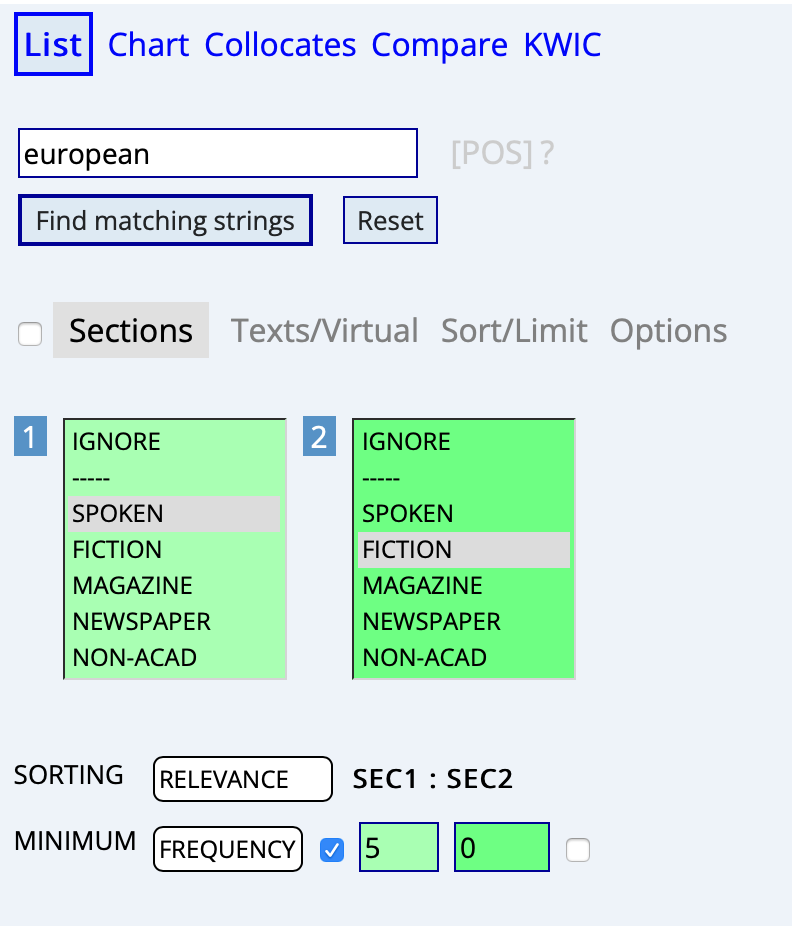 List Chart Collocates Compare KWIC
european [POS] ?
Find matching strings Reset
Sections Texts/Virtual Sort/Limit Options
1 IGNORE 2 IGNORE
----- -----
SPOKEN SPOKEN
FICTION FICTION
MAGAZINE MAGAZINE
NEWSPAPER NEWSPAPER
NON-ACAD NON-ACAD
SORTING RELEVANCE SEC1 : SEC2
MINIMUM FREQUENCY 5 0